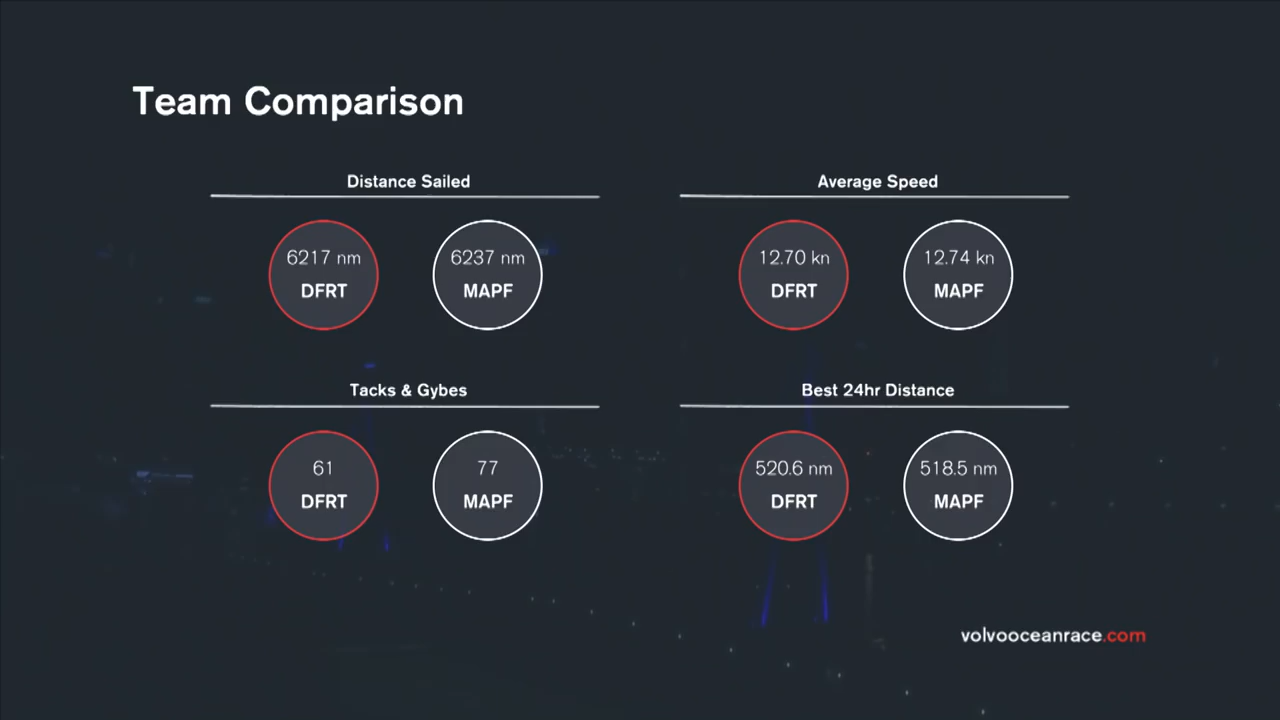 Team Comparison
Distance Sailed
6217 nm
DFRT
6237 nm
MAPF
Average Speed
12.70 kn
DFRT
12.74 kn
MAPF
Tacks & Gybes
61
DFRT
77
MAPF
Best 24hr Distance
520.6 nm
DFRT
518.5 nm
MAPF
volvooceanrace.com